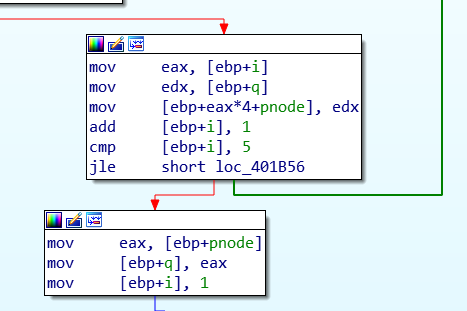 mov eax, [ebp+i]
mov edx, [ebp+q]
mov [ebp+eax*4+pnode], edx
add [ebp+i], 1
cmp [ebp+i], 5
jle short loc_401B56
mov eax, [ebp+pnode]
mov [ebp+q], eax
mov [ebp+i], 1